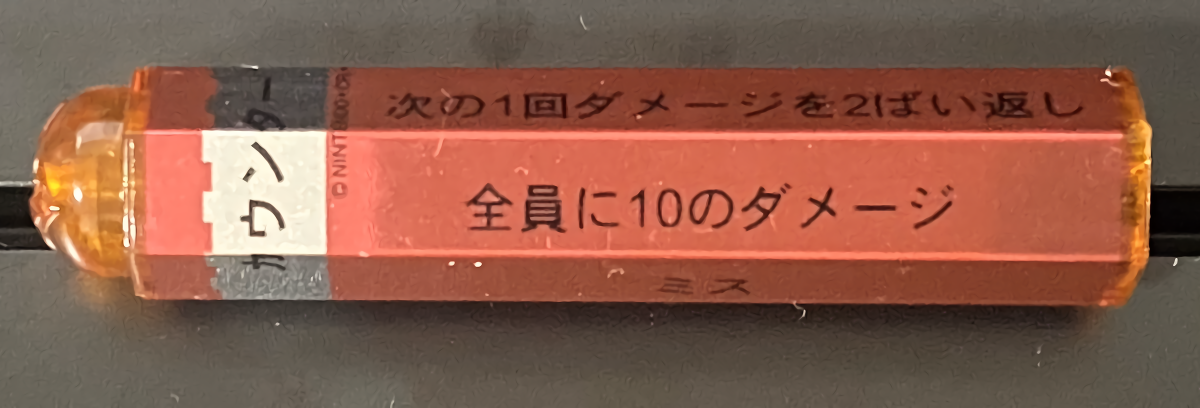 次の1回ダメージを2ばい返し
全員に10のダメージ
ミス
カウンター